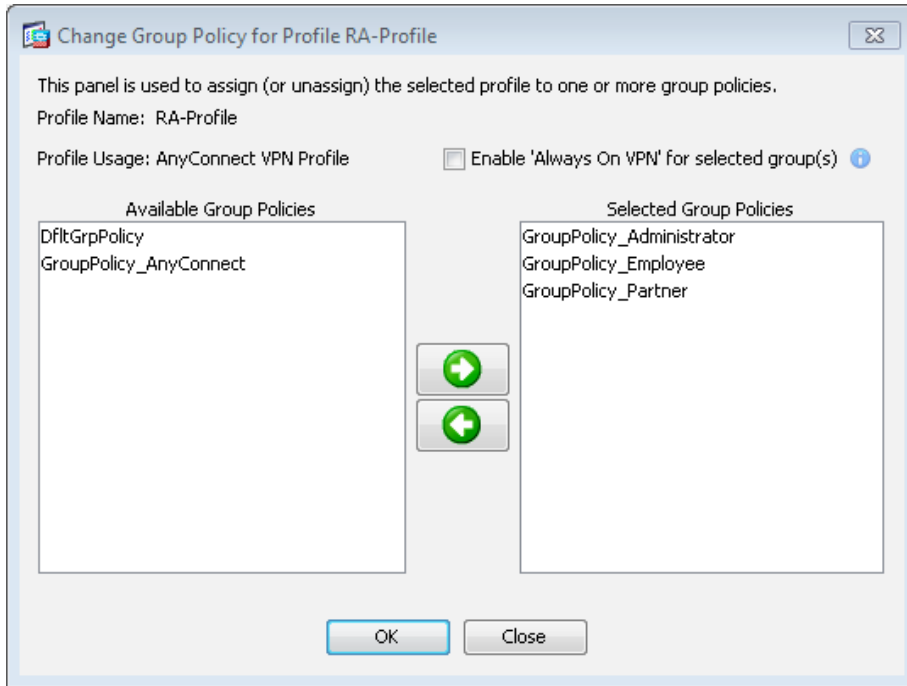 Change Group Policy for Profile RA-Profile
This panel is used to assign (or unassign) the selected profile to one or more group policies.
Profile Name: RA-Profile
Profile Usage: AnyConnect VPN Profile
Enable 'Always On VPN' for selected group(s)
Available Group Policies
DfltGrpPolicy
GroupPolicy_AnyConnect
Selected Group Policies
GroupPolicy_Administrator
GroupPolicy_Employee
GroupPolicy_Partner
OK
Close